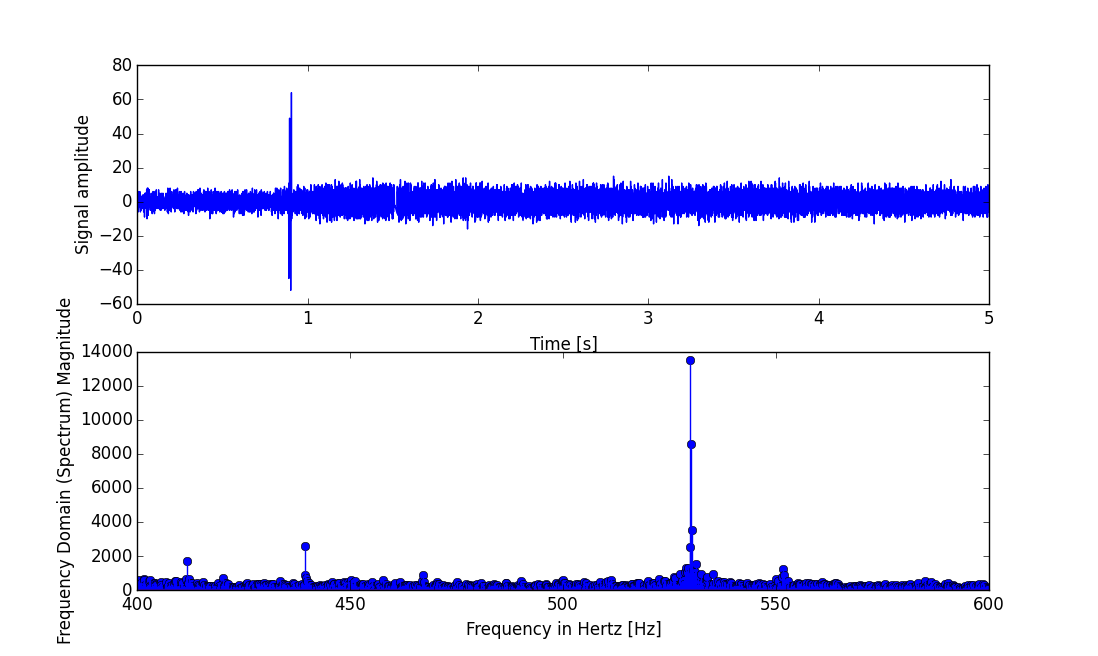 80
60
40
20
0
−20
−40
−60
Signal amplitude
0 1 2 3 4 5
Time [s]
14000
12000
10000
8000
6000
4000
2000
0
Frequency Domain (Spectrum) Magnitude
400 450 500 550 600
Frequency in Hertz [Hz]